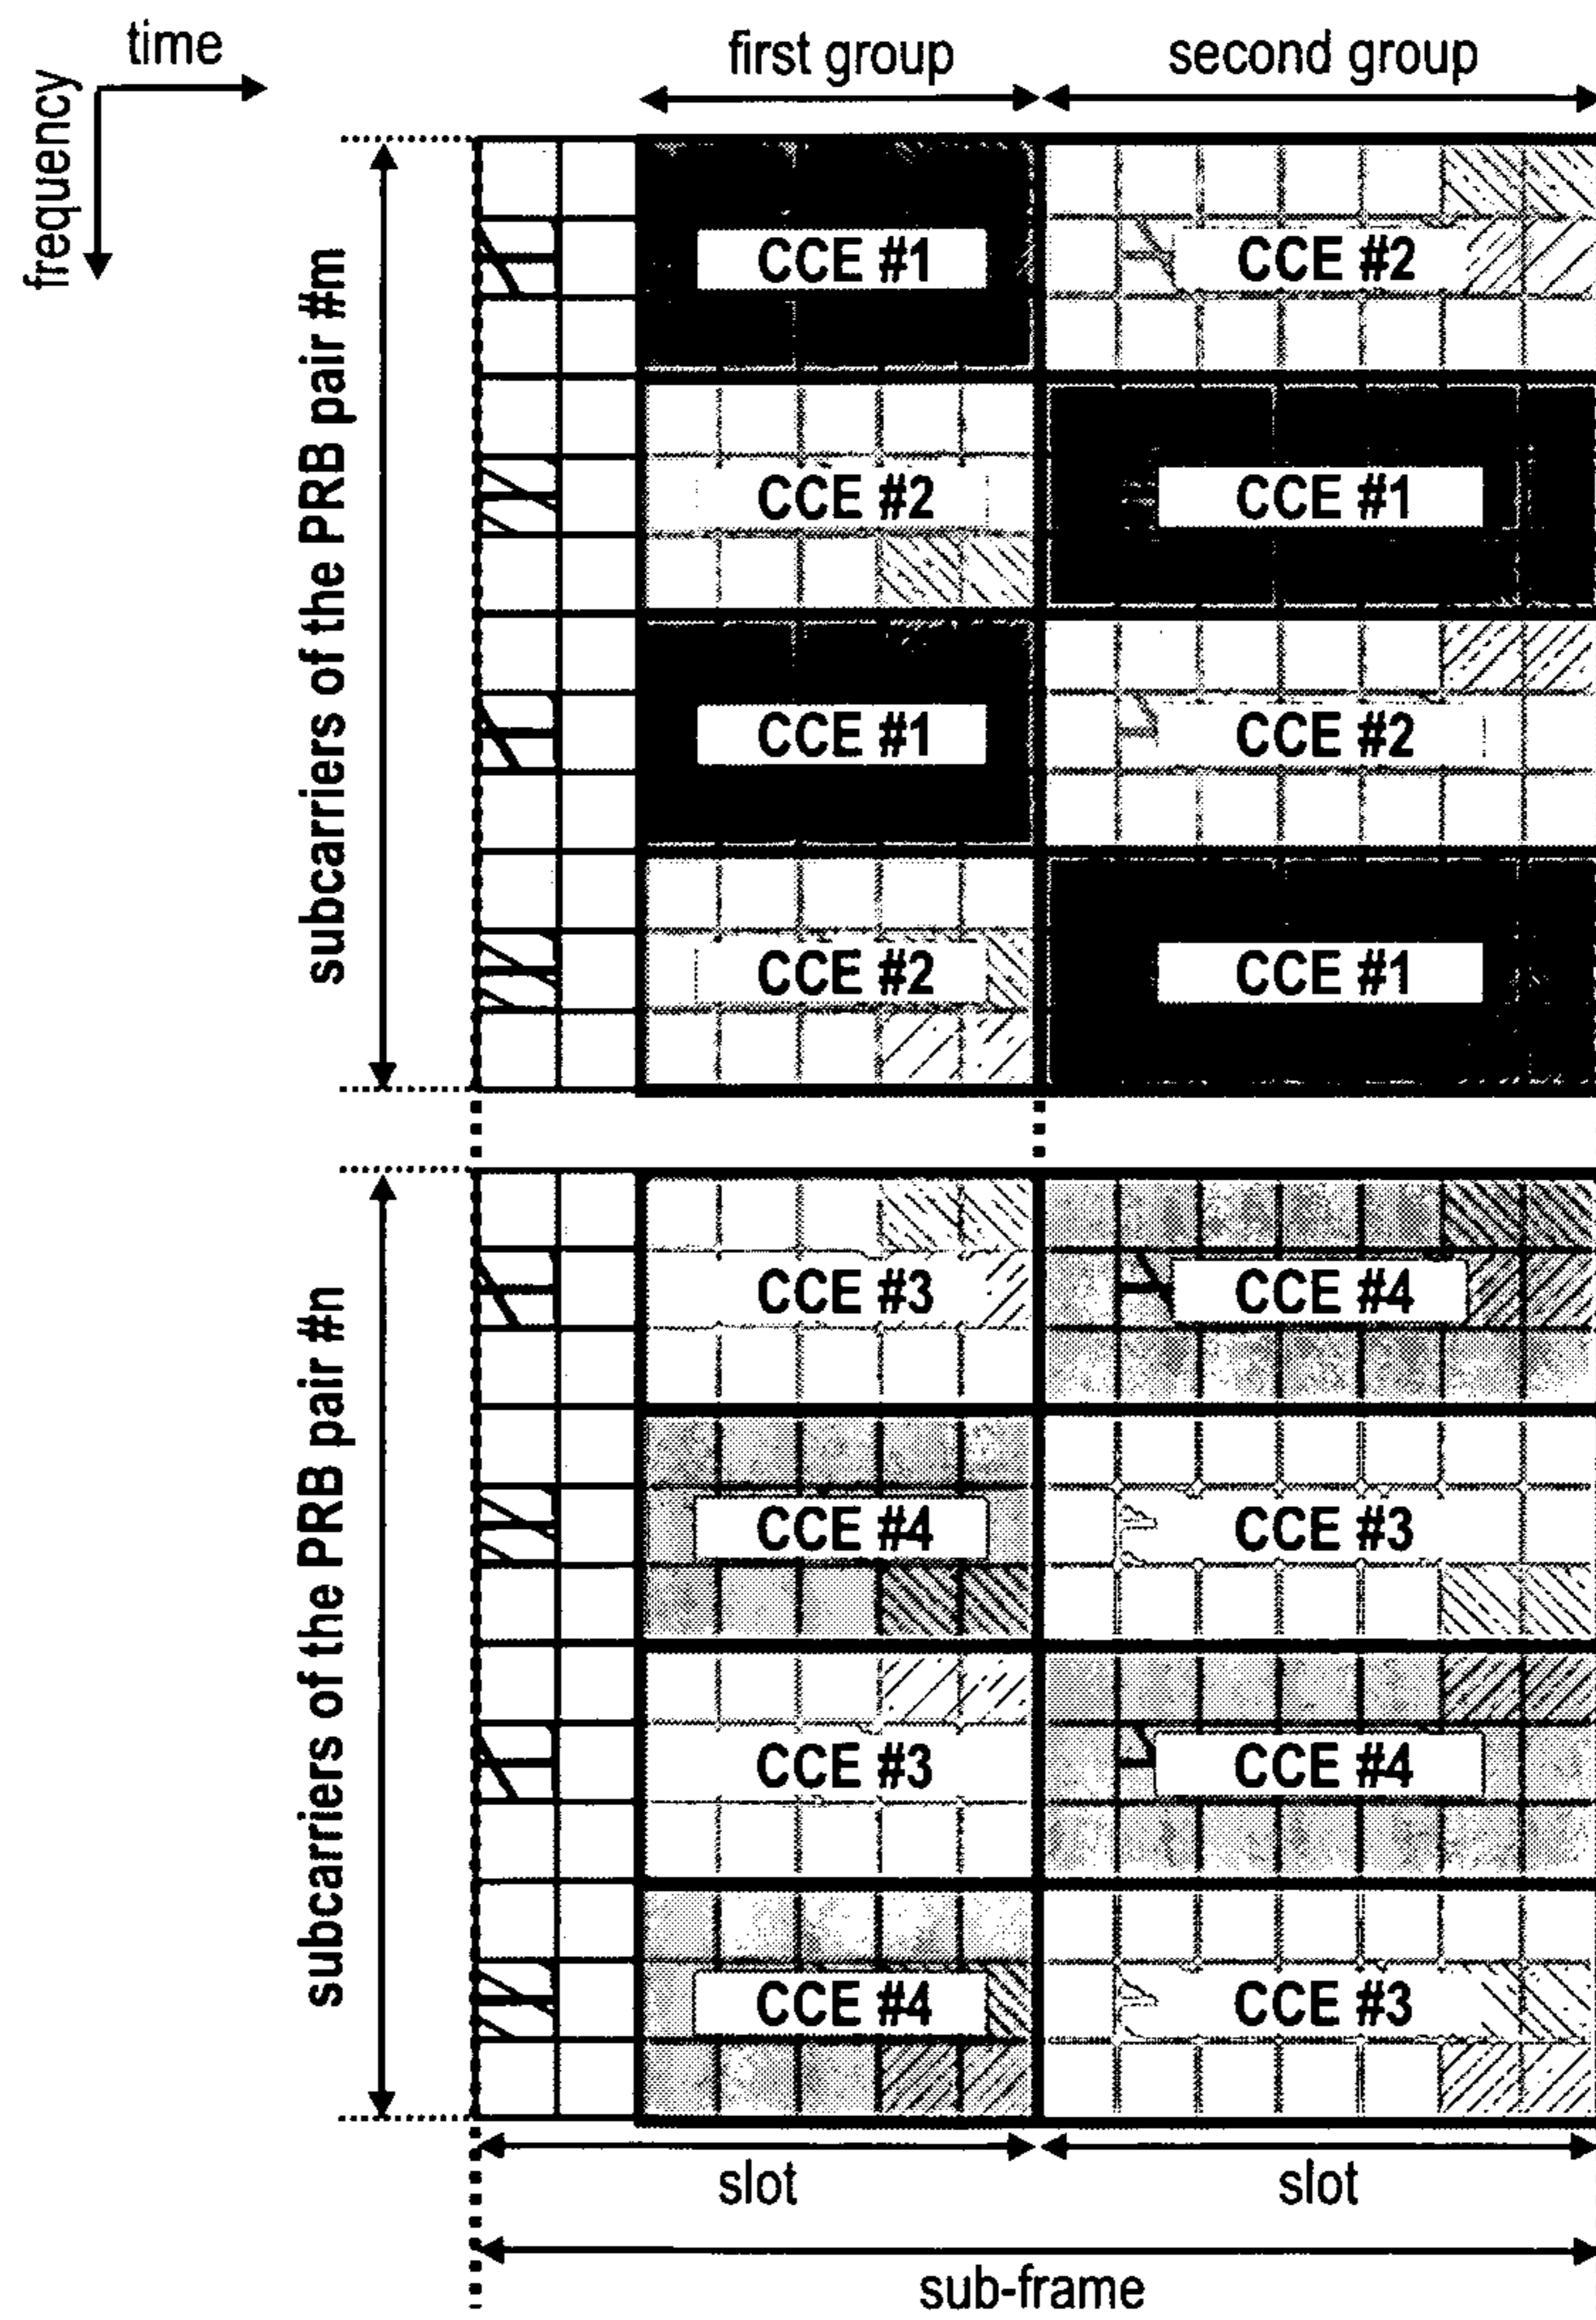 time
first group
second group
frequency
subcarriers of the PRB pair #m
CCE #1
CCE #2
CCE #2
CCE #1
CCE #1
CCE #2
CCE #2
CCE #1
subcarriers of the PRB pair #n
CCE #3
CCE #4
CCE #4
CCE #3
CCE #3
CCE #4
CCE #4
CCE #3
slot
slot
sub-frame